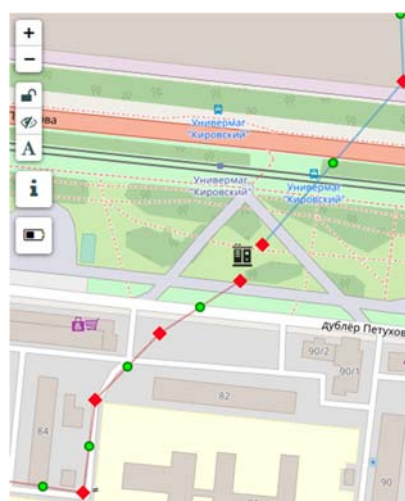 +
−
A
i
ова
Универмаг
"Кировский"
Универмаг
"Кировский"
Универмаг
"Кировский"
дублёр Петухов
90/2
90/1
82
84
90